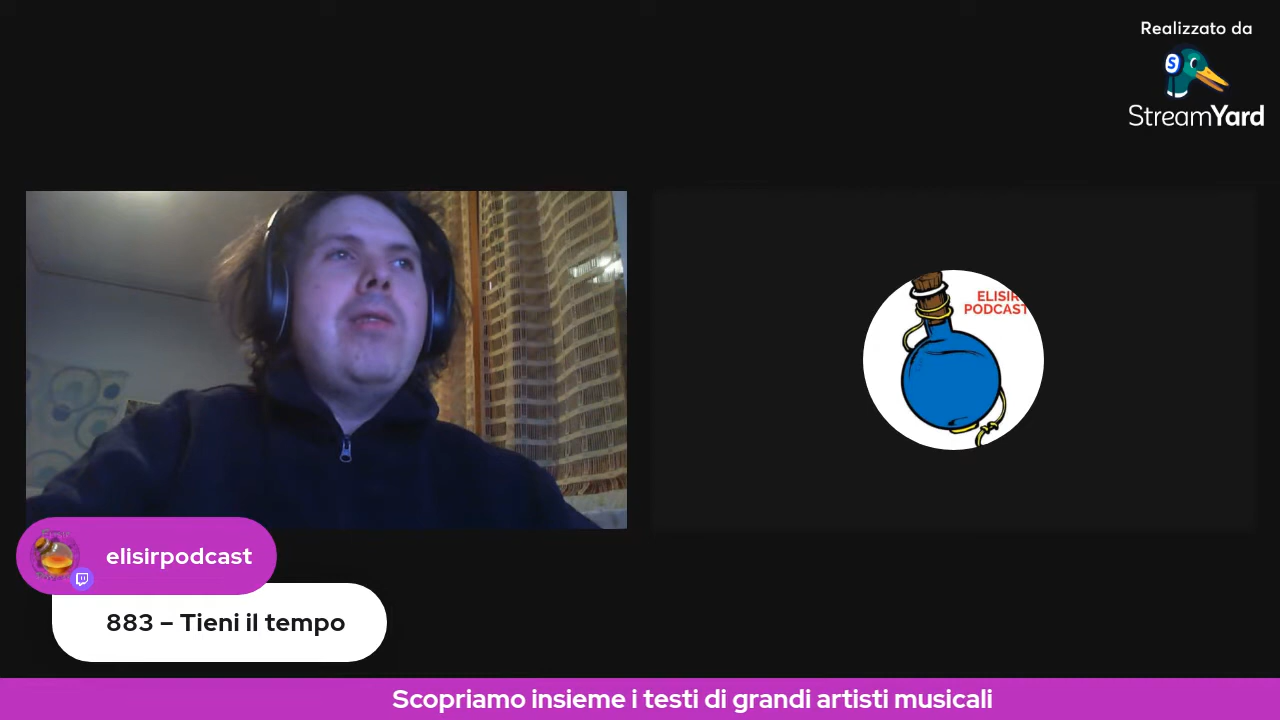 Realizzato da
S
StreamYard
ELISIR
PODCAST
elisirpodcast
883 – Tieni il tempo
Scopriamo insieme i testi di grandi artisti musicali